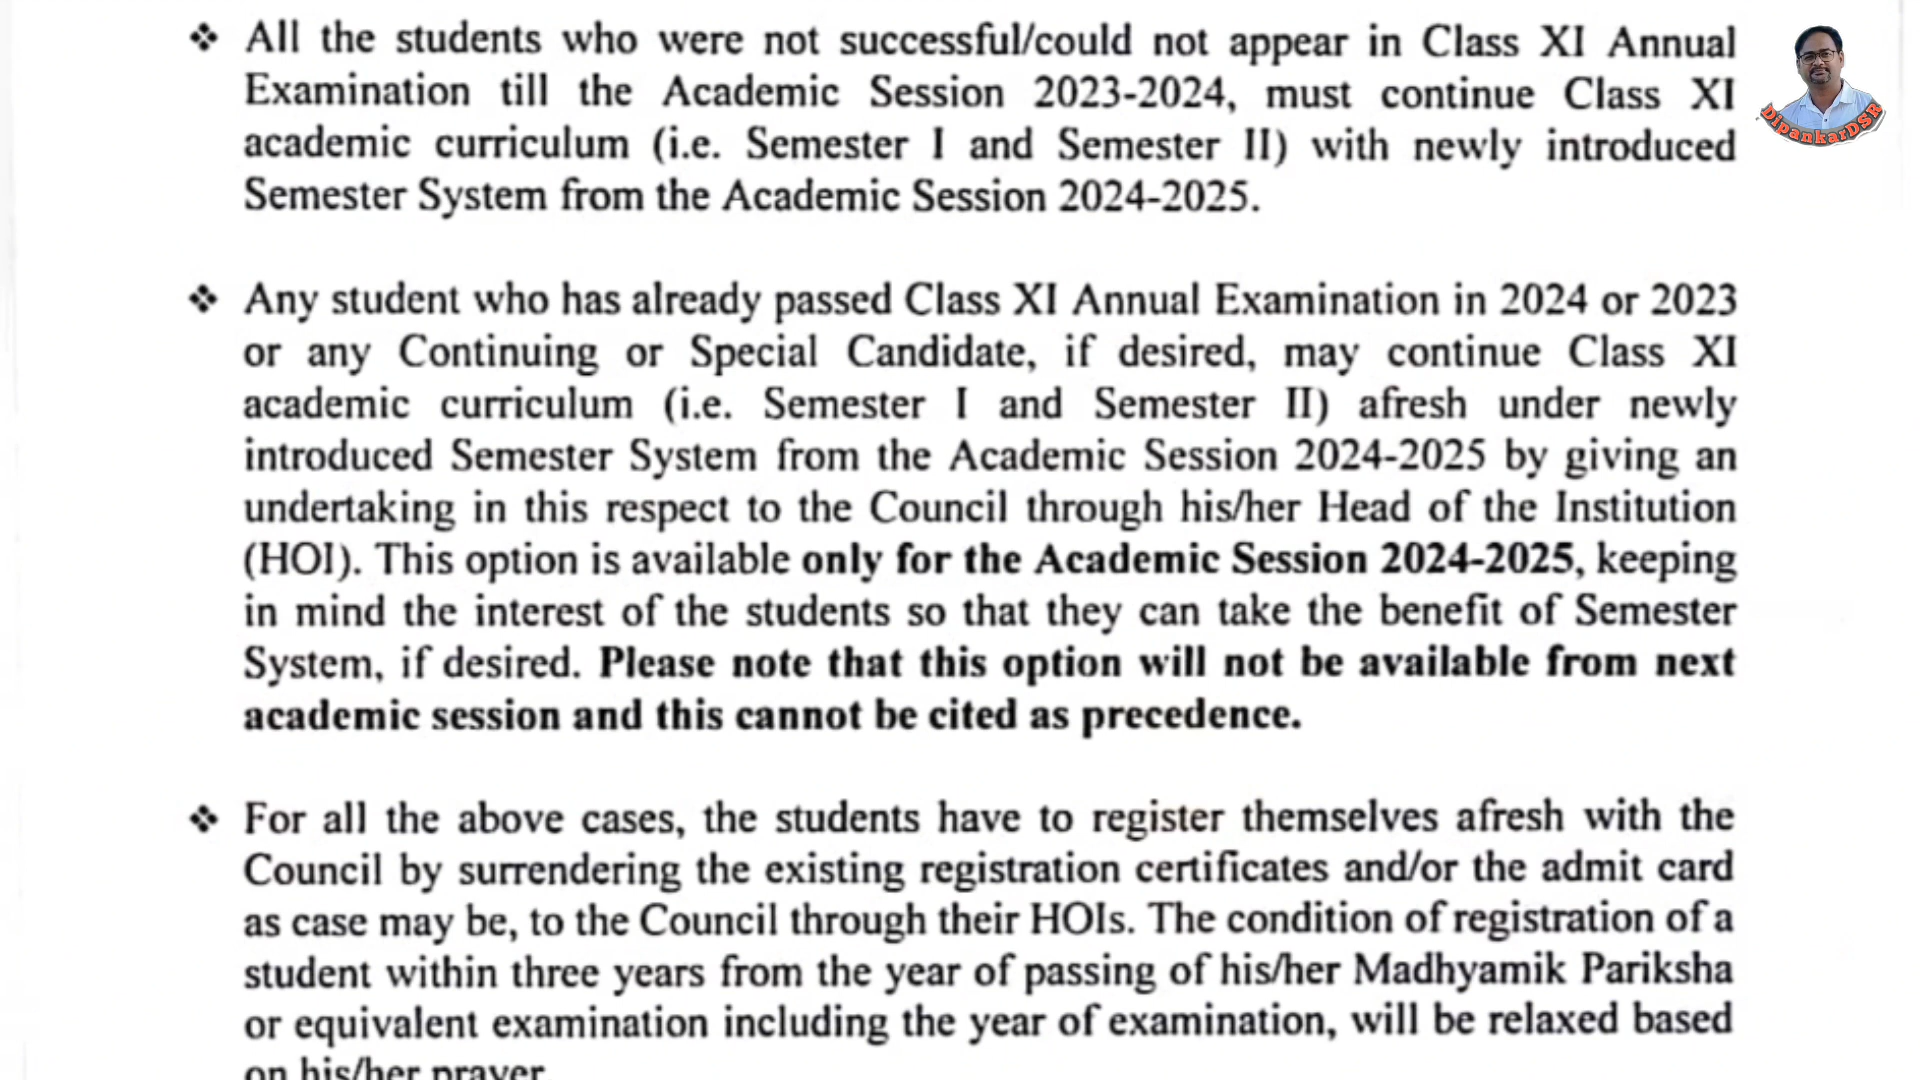 ❖ All the students who were not successful/could not appear in Class XI Annual
Examination till the Academic Session 2023-2024, must continue Class XI
academic curriculum (i.e. Semester I and Semester II) with newly introduced
Semester System from the Academic Session 2024-2025.
❖ Any student who has already passed Class XI Annual Examination in 2024 or 2023
or any Continuing or Special Candidate, if desired, may continue Class XI
academic curriculum (i.e. Semester I and Semester II) afresh under newly
introduced Semester System from the Academic Session 2024-2025 by giving an
undertaking in this respect to the Council through his/her Head of the Institution
(HOI). This option is available only for the Academic Session 2024-2025, keeping
in mind the interest of the students so that they can take the benefit of Semester
System, if desired. Please note that this option will not be available from next
academic session and this cannot be cited as precedence.
❖ For all the above cases, the students have to register themselves afresh with the
Council by surrendering the existing registration certificates and/or the admit card
as case may be, to the Council through their HOIs. The condition of registration of a
student within three years from the year of passing of his/her Madhyamik Pariksha
or equivalent examination including the year of examination, will be relaxed based
on his/her prayer.
DipankarDSR